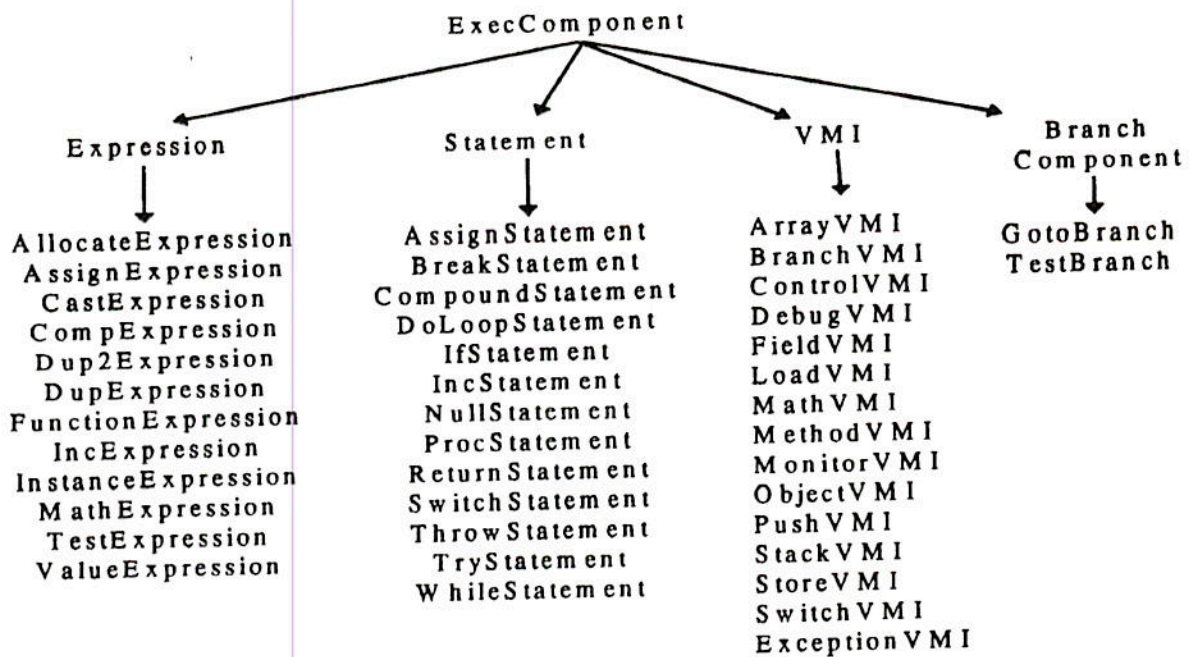 ExecComponent
Expression
AllocateExpression
AssignExpression
CastExpression
CompExpression
Dup2Expression
DupExpression
FunctionExpression
IncExpression
InstanceExpression
MathExpression
TestExpression
ValueExpression
Statement
AssignStatement
BreakStatement
CompoundStatement
DoLoopStatement
IfStatement
IncStatement
NullStatement
ProcStatement
ReturnStatement
SwitchStatement
ThrowStatement
TryStatement
WhileStatement
VMI
ArrayVMI
BranchVMI
ControlVMI
DebugVMI
FieldVMI
LoadVMI
MathVMI
MethodVMI
MonitorVMI
ObjectVMI
PushVMI
StackVMI
StoreVMI
SwitchVMI
ExceptionVMI
Branch
Component
GotoBranch
TestBranch